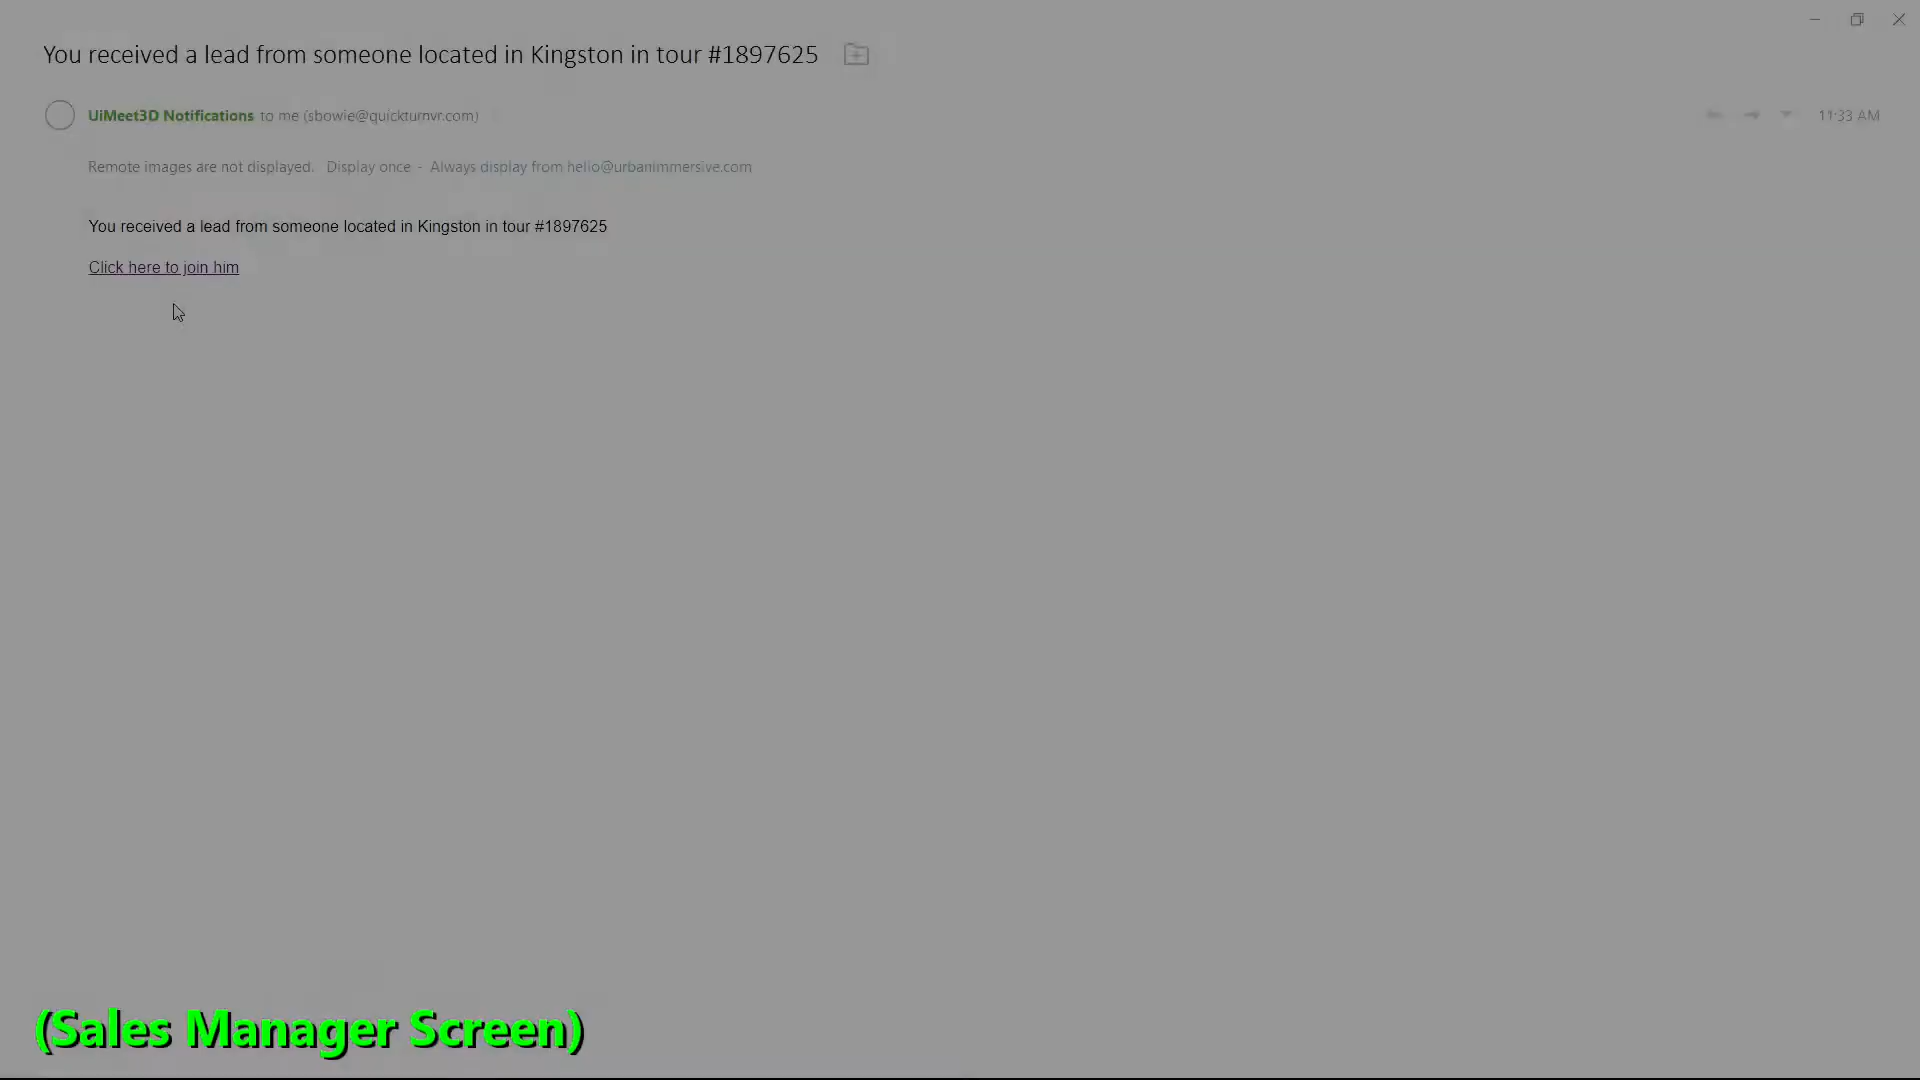 You received a lead from someone located in Kingston in tour #1897625
UiMeet3D Notifications to me (sbowie@quickturnvr.com)
11:33 AM
Remote images are not displayed. Display once - Always display from hello@urbanimmersive.com
You received a lead from someone located in Kingston in tour #1897625
Click here to join him
(Sales Manager Screen)